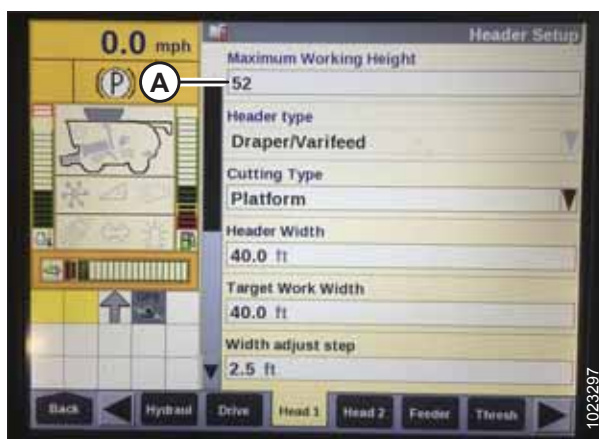 0.0 mph
(P)
A
Header Setup
Maximum Working Height
52
Header type
Draper/Varifeed
Cutting Type
Platform
Header Width
40.0 ft
Target Work Width
40.0 ft
Width adjust step
2.5 ft
Back
Hydraul
Drive
Head 1
Head 2
Feeder
Thresh
1023297